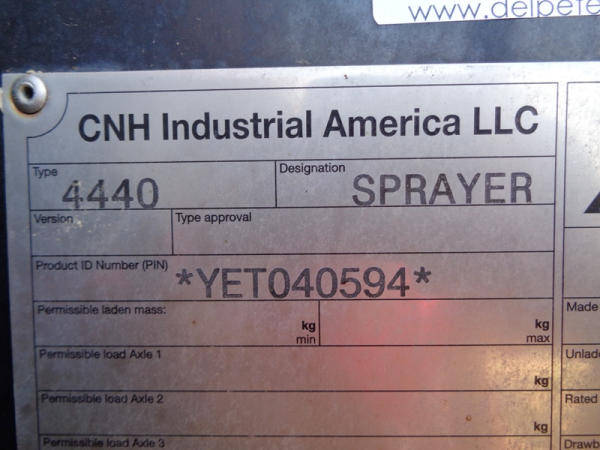 www.delpete
CNH Industrial America LLC
Type
4440
Designation
SPRAYER
Version
Type approval
Product ID Number (PIN)
*YET040594*
Permissible laden mass:
kg
min
kg
max
Permissible load Axle 1
kg
Permissible load Axle 2
kg
Permissible load Axle 3
Made
Unlade
Rated
Drawb